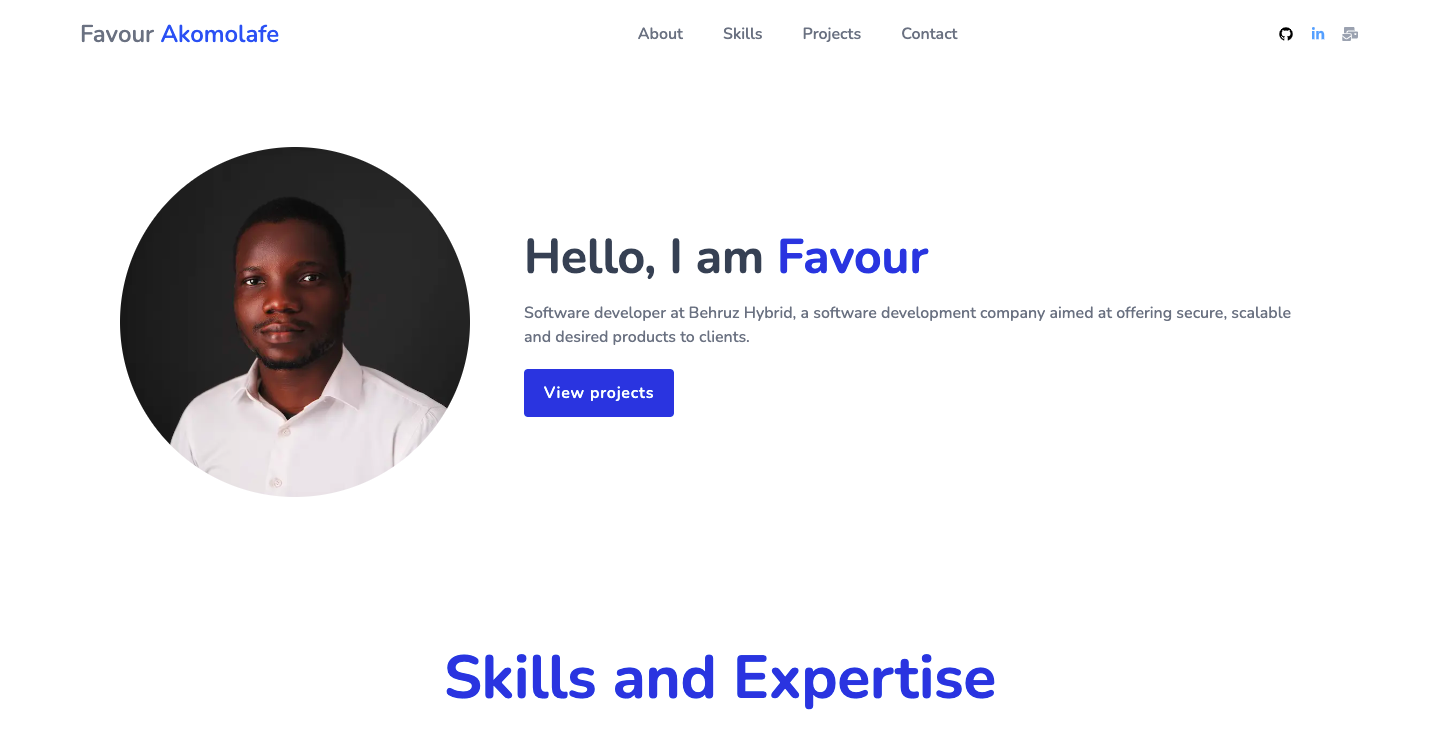 Favour Akomolafe
About
Skills
Projects
Contact
in
Hello, I am Favour
Software developer at Behruz Hybrid, a software development company aimed at offering secure, scalable
and desired products to clients.
View projects
Skills and Expertise